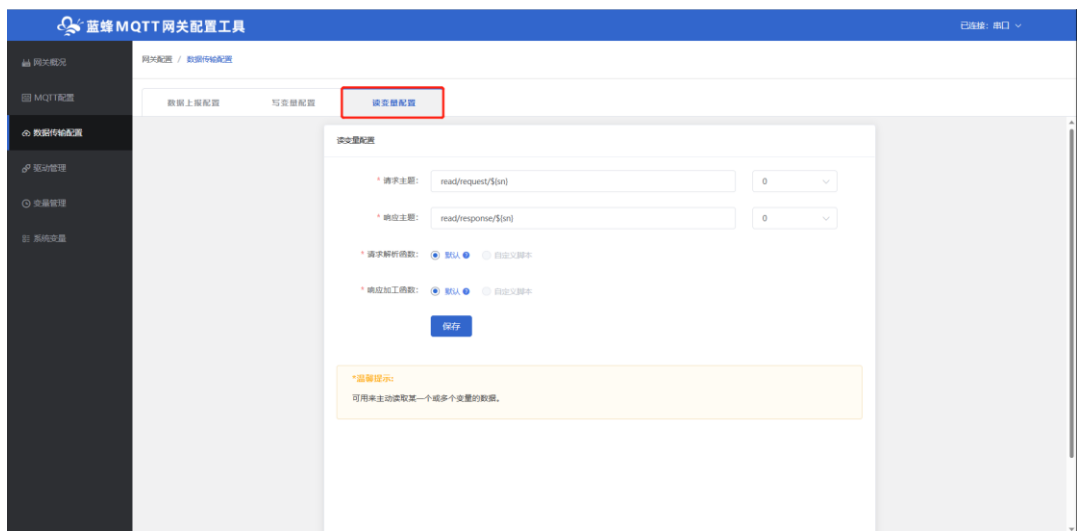 蓝蜂MQTT网关配置工具
已连接: 串口
网关概况
MQTT配置
数据传输配置
驱动管理
变量管理
系统变量
网关配置 / 数据传输配置
数据上报配置 写变量配置 读变量配置
读变量配置
* 请求主题: read/request/${sn} 0
* 响应主题: read/response/${sn} 0
* 请求解析函数: 默认 自定义脚本
* 响应加工函数: 默认 自定义脚本
保存
*温馨提示:
可用来主动读取某一个或多个变量的数据。